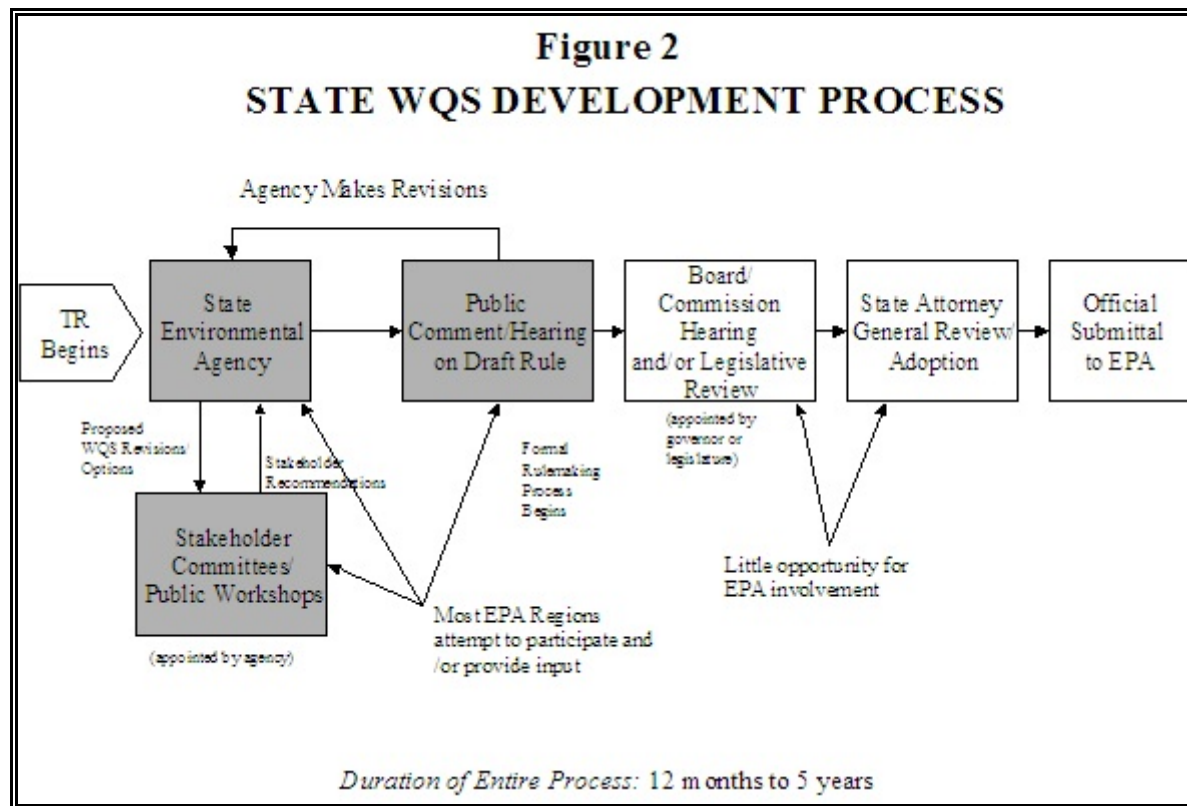 Figure 2
STATE WQS DEVELOPMENT PROCESS
Agency Makes Revisions
TR
Begins
State
Environmental
Agency
Public
Comment/Hearing
on Draft Rule
Board/
Commission
Hearing
and/or Legislative
Review
(appointed by
governor or
legislature)
State Attorney
General Review/
Adoption
Official
Submittal
to EPA
Proposed
WQS Revisions/
Options
Stakeholder
Recommendations
Formal
Rulemaking
Process
Begins
Stakeholder
Committees/
Public Workshops
(appointed by agency)
Most EPA Regions
attempt to participate and
/or provide input
Little opportunity for
EPA involvement
Duration of Entire Process: 12 months to 5 years